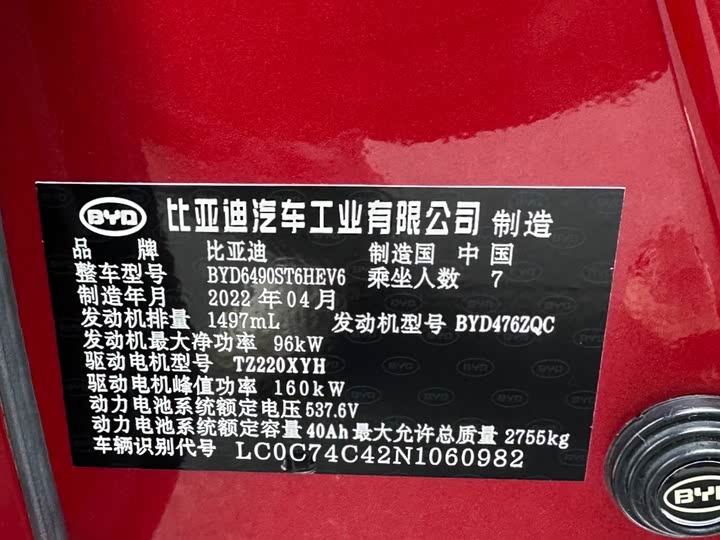 BYD 比亚迪汽车工业有限公司 制造
品牌 比亚迪 制造国 中国
整车型号 BYD6490ST6HEV6 乘坐人数 7
制造年月 2022 年 04 月
发动机排量 1497mL 发动机型号 BYD476ZQC
发动机最大净功率 96kW
驱动电机型号 TZ220XYH
驱动电机峰值功率 160kW
动力电池系统额定电压 537.6V
动力电池系统额定容量 40Ah 最大允许总质量 2755kg
车辆识别代号 LC0C74C42N1060982
BYD